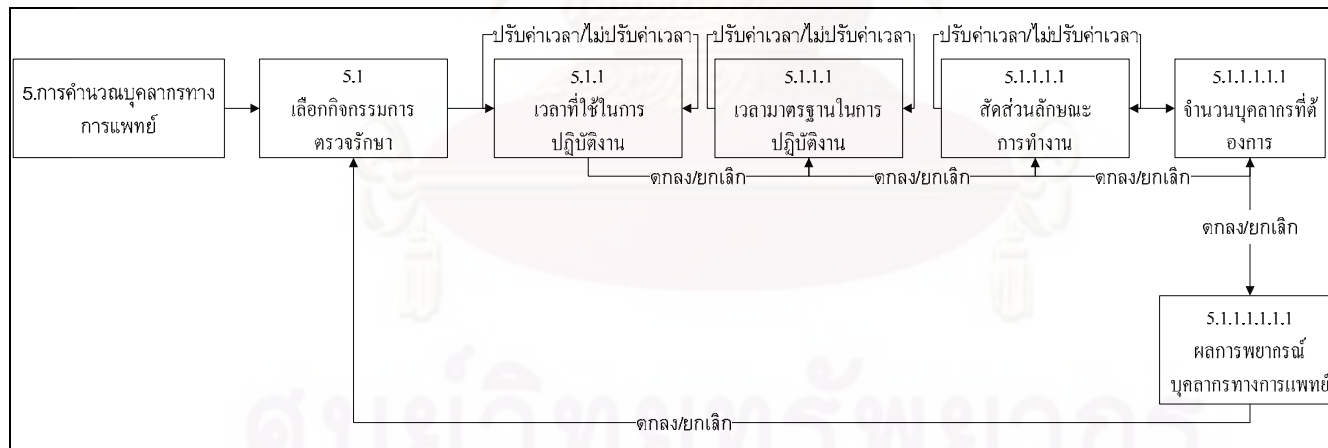 5.การคำนวณบุคลากรทาง
การแพทย์
5.1
เลือกกิจกรรมการ
ตรวจรักษา
ปรับค่าเวลา/ไม่ปรับค่าเวลา
5.1.1
เวลาที่ใช้ในการ
ปฏิบัติงาน
ปรับค่าเวลา/ไม่ปรับค่าเวลา
5.1.1.1
เวลามาตรฐานในการ
ปฏิบัติงาน
ปรับค่าเวลา/ไม่ปรับค่าเวลา
5.1.1.1.1
สัดส่วนลักษณะ
การทำงาน
5.1.1.1.1.1
จำนวนบุคลากรที่ต้
องการ
ตกลง/ยกเลิก
ตกลง/ยกเลิก
ตกลง/ยกเลิก
ตกลง/ยกเลิก
5.1.1.1.1.1.1
ผลการพยากรณ์
บุคลากรทางการแพทย์
ตกลง/ยกเลิก
ศูนย์วิทยทรัพยากร